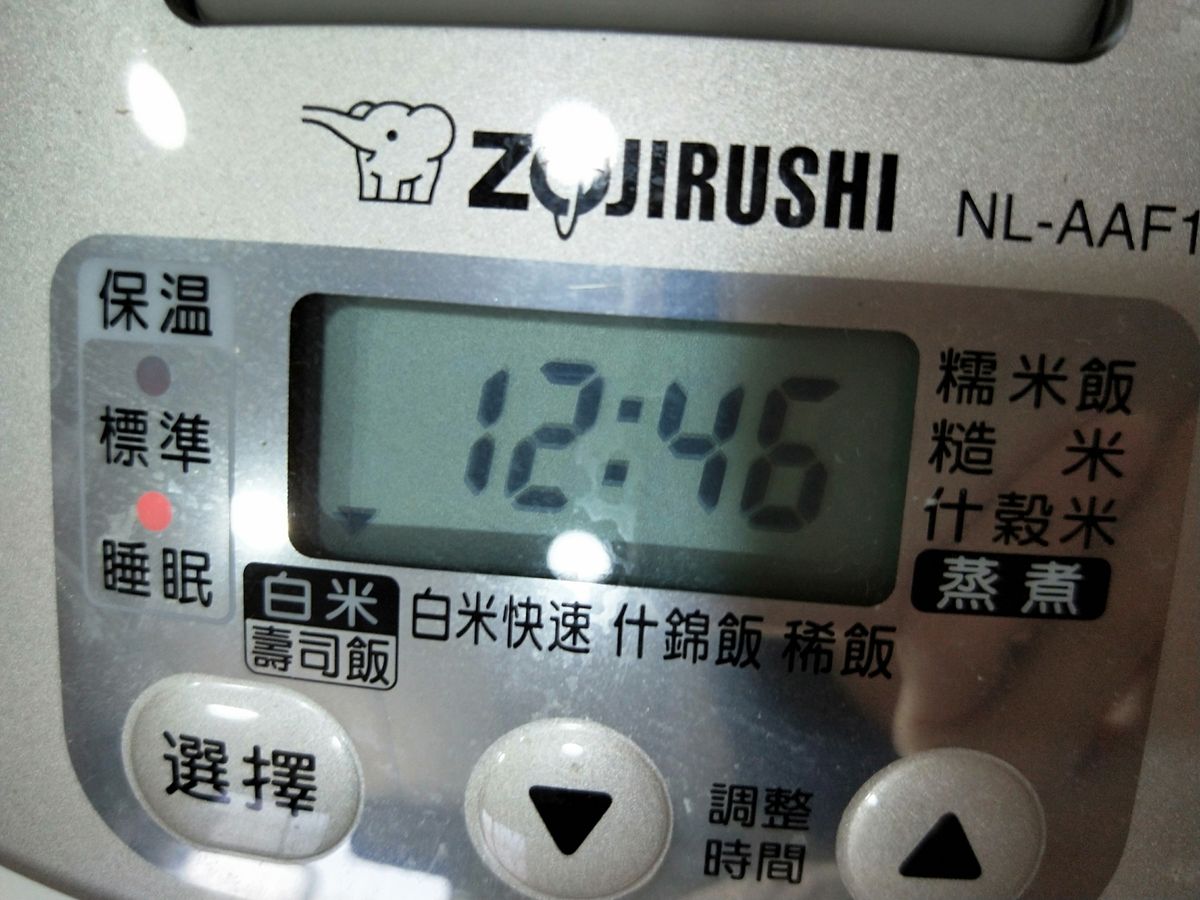 ZOJIRUSHI NL-AAF1
保溫
標準
睡眠
12:46
糯米飯
糙 米
什穀米
蒸煮
白米 白米快速 什錦飯 稀飯
壽司飯
選擇
調整
時間